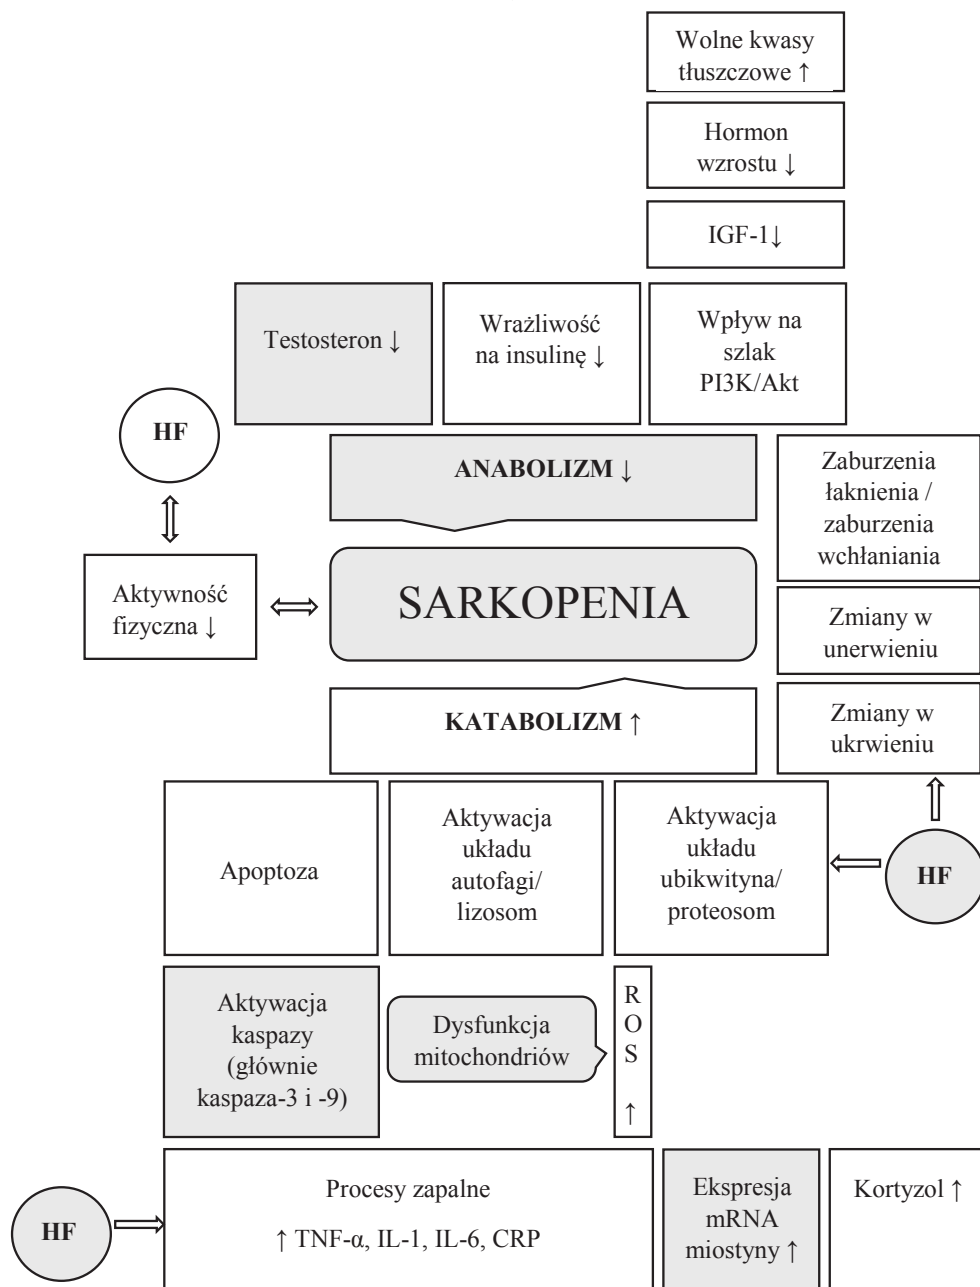 Wolne kwasy
tłuszczowe ↑
Hormon
wzrostu ↓
IGF-1↓
Testosteron ↓
Wrażliwość
na insulinę ↓
Wpływ na
szlak
PI3K/Akt
HF
ANABOLIZM ↓
Zaburzenia
łaknienia /
zaburzenia
wchłaniania
Aktywność
fizyczna ↓
SARKOPENIA
Zmiany w
unerwieniu
KATABOLIZM ↑
Zmiany w
ukrwieniu
Apoptoza
Aktywacja
układu
autofagi/
lizosom
Aktywacja
układu
ubikwityna/
proteosom
HF
Aktywacja
kaspazy
(głównie
kaspaza-3 i -9)
Dysfunkcja
mitochondriów
R
O
S
↑
HF
Procesy zapalne
↑ TNF-α, IL-1, IL-6, CRP
Ekspresja
mRNA
miostyny ↑
Kortyzol ↑